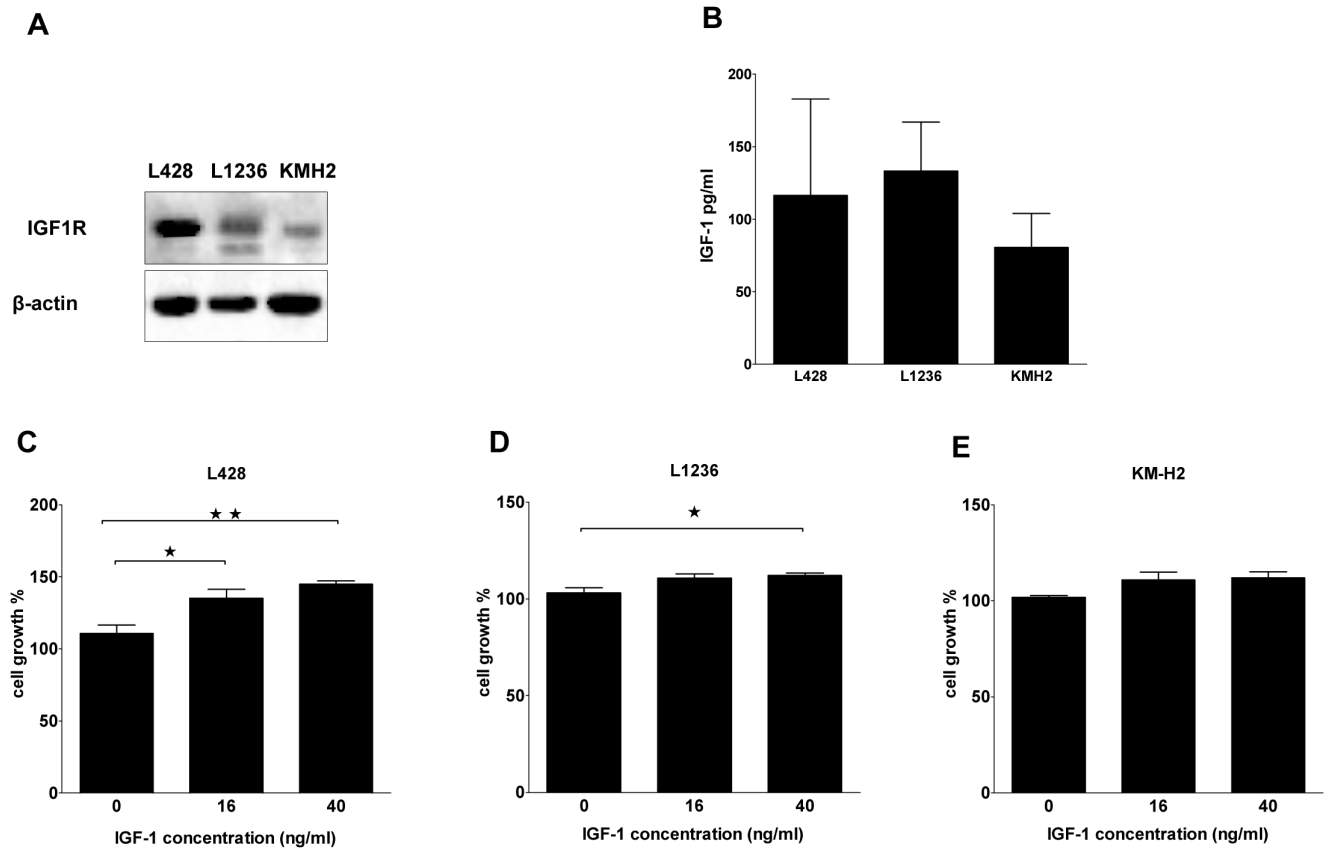 A
B
L428 L1236 KMH2
IGF1R
β-actin
200
150
100
50
0
IGF-1 pg/ml
L428 L1236 KMH2
C
L428
200
150
100
50
0
cell growth %
★ ★
★
0 16 40
IGF-1 concentration (ng/ml)
D
L1236
150
100
50
0
cell growth %
★
0 16 40
IGF-1 concentration (ng/ml)
E
KM-H2
150
100
50
0
cell growth %
0 16 40
IGF-1 concentration (ng/ml)